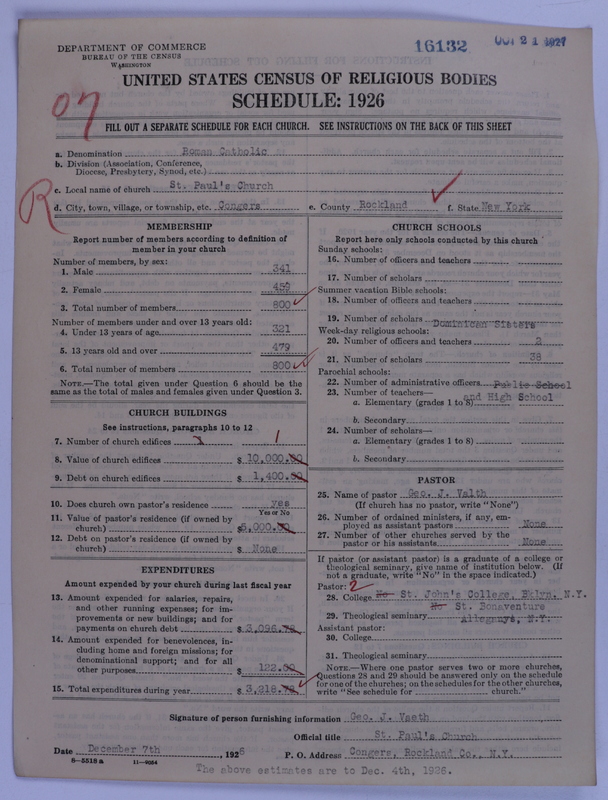 DEPARTMENT OF COMMERCE
BUREAU OF THE CENSUS
WASHINGTON
16132
OCT 21 1927
UNITED STATES CENSUS OF RELIGIOUS BODIES
SCHEDULE: 1926
07
FILL OUT A SEPARATE SCHEDULE FOR EACH CHURCH. SEE INSTRUCTIONS ON THE BACK OF THIS SHEET
a. Denomination Roman Catholic
b. Division (Association, Conference,
Diocese, Presbytery, Synod, etc.)
c. Local name of church St. Paul's Church
R
d. City, town, village, or township, etc. Congers e. County Rockland f. State New York
MEMBERSHIP
Report number of members according to definition of
member in your church
Number of members, by sex:
1. Male 341
2. Female 459
3. Total number of members 800
Number of members under and over 13 years old:
4. Under 13 years of age 321
5. 13 years old and over 479
6. Total number of members 800
NOTE.—The total given under Question 6 should be
the same as the total of males and females given under Question 3.
CHURCH BUILDINGS
See instructions, paragraphs 10 to 12
7. Number of church edifices 1 1
8. Value of church edifices $ 10,000.00
9. Debt on church edifices $ 1,400.00
10. Does church own pastor's residence yes
Yes or No
11. Value of pastor's residence (if owned by
church) $6,000.00
12. Debt on pastor's residence (if owned by
church) $ None
EXPENDITURES
Amount expended by your church during last fiscal year
13. Amount expended for salaries, repairs,
and other running expenses; for im-
provements or new buildings; and for
payments on church debt $ 3,096.78
14. Amount expended for benevolences, in-
cluding home and foreign missions; for
denominational support; and for all
other purposes $ 122.00
15. Total expenditures during year $ 3,218.78
CHURCH SCHOOLS
Report here only schools conducted by this church
Sunday schools:
16. Number of officers and teachers
17. Number of scholars
Summer vacation Bible schools:
18. Number of officers and teachers
19. Number of scholars
Dominican Sisters
Week-day religious schools:
20. Number of officers and teachers 2
21. Number of scholars 38
Parochial schools:
22. Number of administrative officers Public School
23. Number of teachers—
and High School
a. Elementary (grades 1 to 8)
b. Secondary
24. Number of scholars—
a. Elementary (grades 1 to 8)
b. Secondary
PASTOR
25. Name of pastor Geo. J. Valth
(If church has no pastor, write "None")
26. Number of ordained ministers, if any, em-
ployed as assistant pastors None
27. Number of other churches served by the
pastor or his assistants None
If pastor (or assistant pastor) is a graduate of a college or
theological seminary, give name of institution below. (If
not a graduate, write "No" in the space indicated.)
Pastor: 2
28. College No St. John's College, Bklyn. N.Y.
No St. Bonaventure
29. Theological seminary Alleganys, N.Y.
Assistant pastor:
30. College
31. Theological seminary
NOTE.—Where one pastor serves two or more churches,
Questions 28 and 29 should be answered only on the schedule
for one of the churches; on the schedules for the other churches,
write "See schedule for church."
Signature of person furnishing information Geo. J. Vaeth
Official title St. Paul's Church
Date December 7th, 1926 P. O. Address Congers, Rockland Co., N.Y.
8—5518 a 11—9064
The above estimates are to Dec. 4th, 1926.